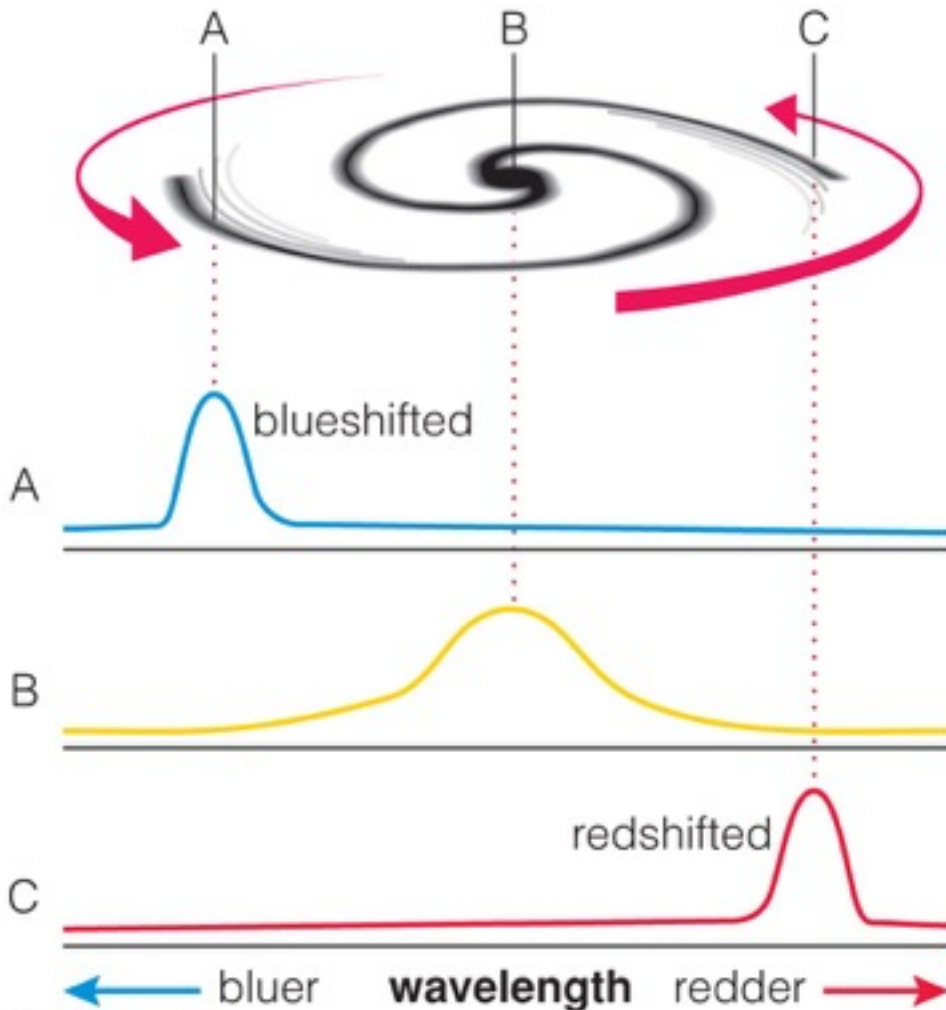 A B C
blueshifted
A
B
redshifted
C
bluer wavelength redder